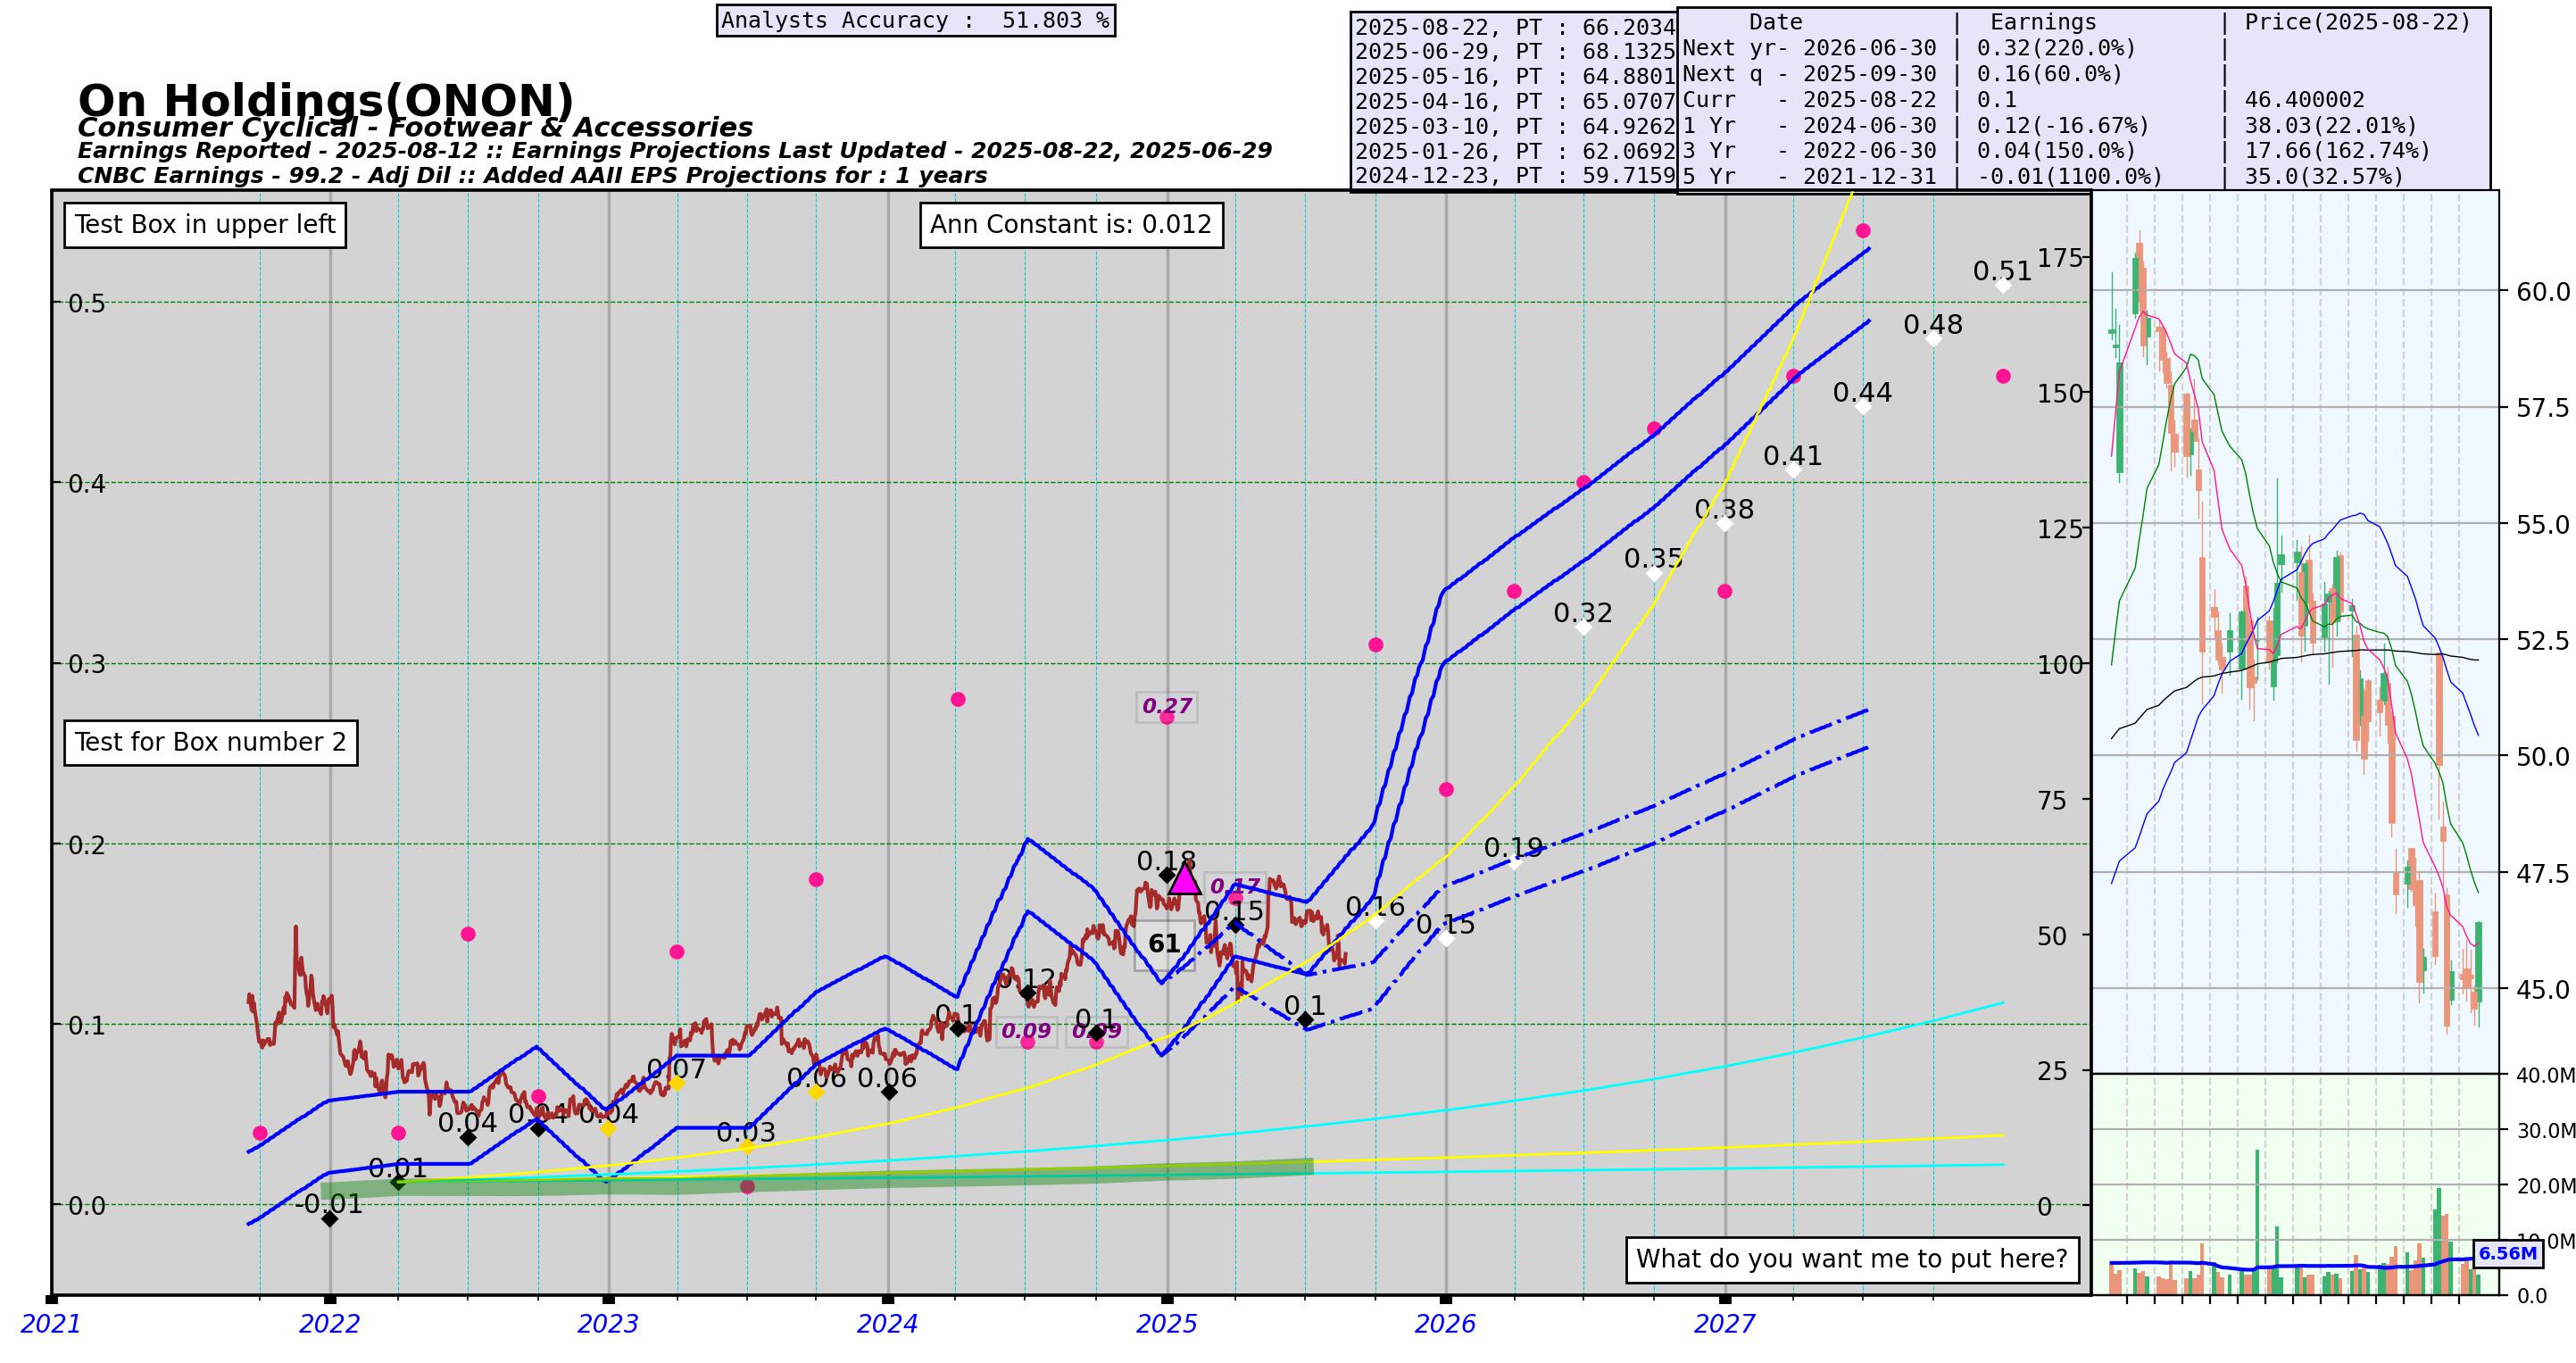 Analysts Accuracy :  51.803 %
On Holdings(ONON)
Consumer Cyclical - Footwear & Accessories
Earnings Reported - 2025-08-12 :: Earnings Projections Last Updated - 2025-08-22, 2025-06-29
CNBC Earnings - 99.2 - Adj Dil :: Added AAII EPS Projections for : 1 years
2025-08-22, PT : 66.2034
2025-06-29, PT : 68.1325
2025-05-16, PT : 64.8801
2025-04-16, PT : 65.0707
2025-03-10, PT : 64.9262
2025-01-26, PT : 62.0692
2024-12-23, PT : 59.7159
Date | Earnings | Price(2025-08-22)
Next yr- 2026-06-30 | 0.32(220.0%) |
Next q - 2025-09-30 | 0.16(60.0%) |
Curr - 2025-08-22 | 0.1 | 46.400002
1 Yr - 2024-06-30 | 0.12(-16.67%) | 38.03(22.01%)
3 Yr - 2022-06-30 | 0.04(150.0%) | 17.66(162.74%)
5 Yr - 2021-12-31 | -0.01(1100.0%) | 35.0(32.57%)
Test Box in upper left
Ann Constant is: 0.012
Test for Box number 2
What do you want me to put here?
0.5
0.4
0.3
0.2
0.1
0.0
-0.01
0.01
0.04
0.04
0.04
0.07
0.03
0.06
0.06
0.1
0.12
0.09
0.1
0.09
0.18
0.27
61
0.17
0.15
0.1
0.16
0.15
0.19
0.32
0.35
0.38
0.41
0.44
0.48
0.51
175
150
125
100
75
50
25
0
60.0
57.5
55.0
52.5
50.0
47.5
45.0
40.0M
30.0M
20.0M
10.0M
6.56M
0.0
2021
2022
2023
2024
2025
2026
2027